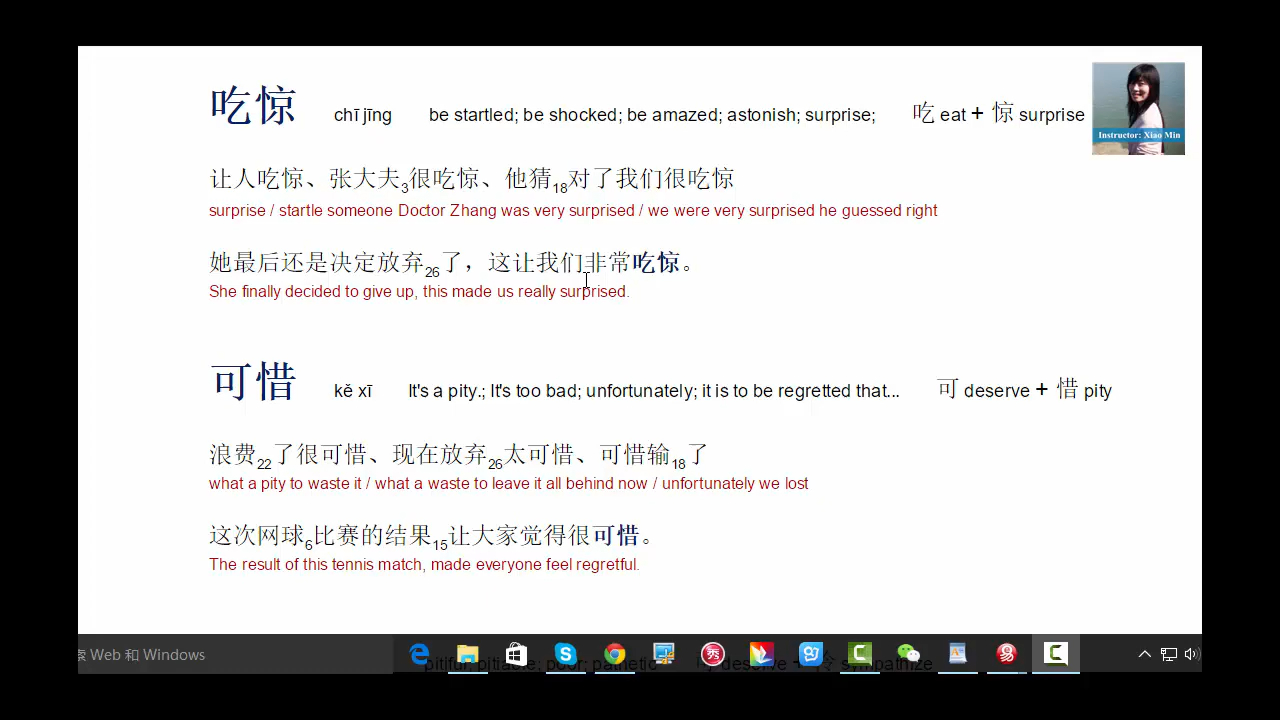 吃惊 chī jīng be startled; be shocked; be amazed; astonish; surprise; 吃 eat + 惊 surprise
Instructor: Xiao Min
让人吃惊、张大夫3很吃惊、他猜18对了我们很吃惊
surprise / startle someone Doctor Zhang was very surprised / we were very surprised he guessed right
她最后还是决定放弃26了，这让我们非常吃惊。
She finally decided to give up, this made us really surprised.
可惜 kě xī It's a pity.; It's too bad; unfortunately; it is to be regretted that... 可 deserve + 惜 pity
浪费22了很可惜、现在放弃26太可惜、可惜输18了
what a pity to waste it / what a waste to leave it all behind now / unfortunately we lost
这次网球6比赛的结果15让大家觉得很可惜。
The result of this tennis match, made everyone feel regretful.
索 Web 和 Windows
pitiful; pitiable; poor; pathetic 可 deserve + 怜 sympathize